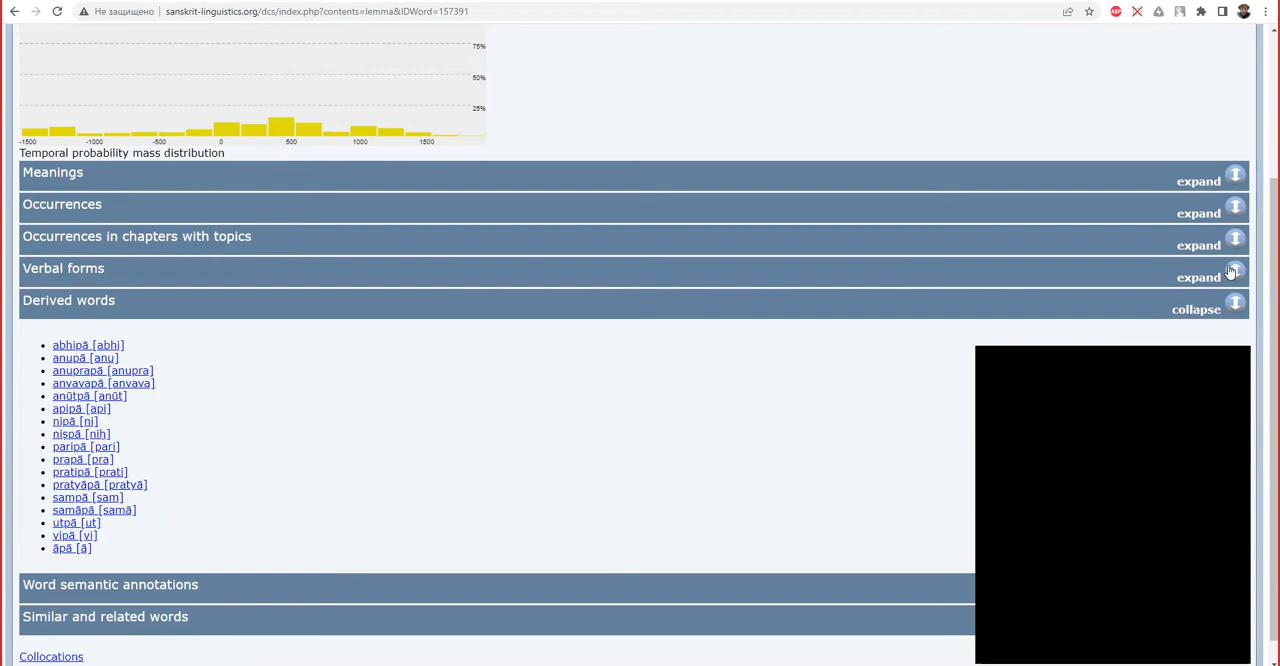 Не защищено
sanskrit-linguistics.org/dcs/index.php?contents=lemma&IDWord=157391
ABP
75%
50%
25%
-1500 -1000 -500 0 500 1000 1500
Temporal probability mass distribution
Meanings
expand
Occurrences
expand
Occurrences in chapters with topics
expand
Verbal forms
expand
Derived words
collapse
abhipā [abhi]
anupā [anu]
anuprapā [anupra]
anvavapā [anvava]
anūtpā [anūt]
apipā [api]
nipā [ni]
niṣpā [niḥ]
paripā [pari]
prapā [pra]
pratipā [prati]
pratyāpā [pratyā]
sampā [sam]
samāpā [samā]
utpā [ut]
vipā [vi]
āpā [ā]
Word semantic annotations
Similar and related words
Collocations